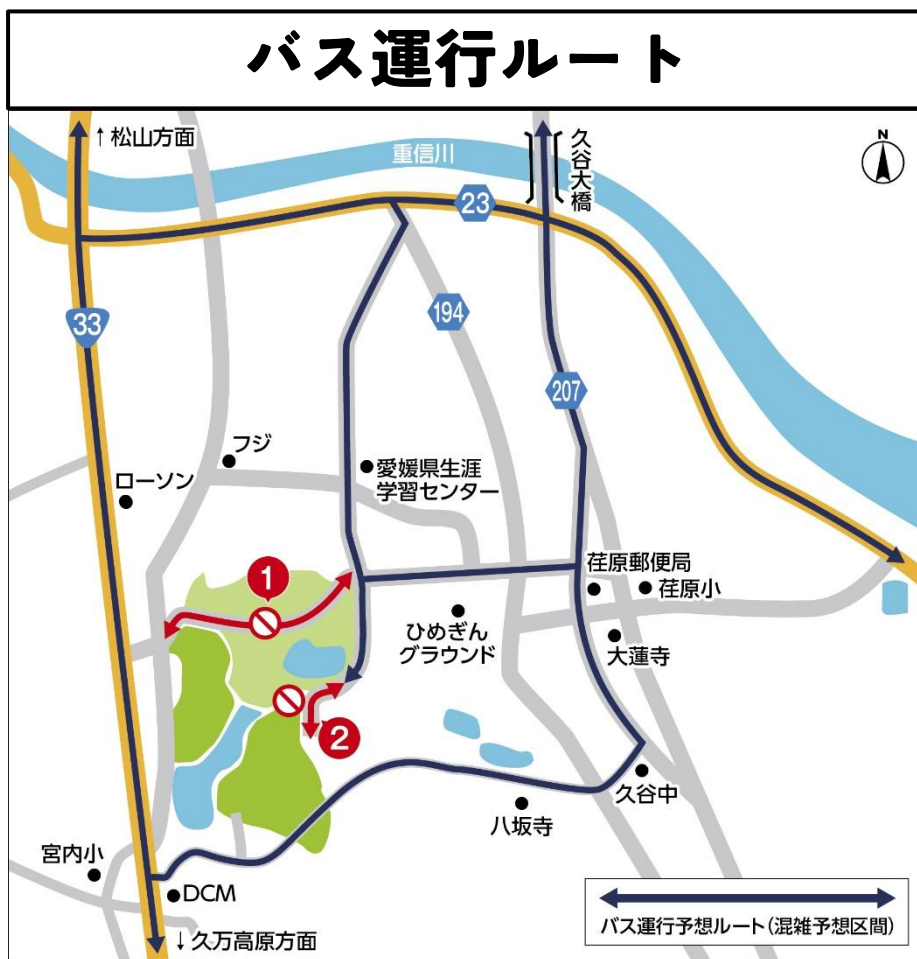 バス運行ルート
↑松山方面
重信川
久谷大橋
N
23
33
194
207
フジ
ローソン
愛媛県生涯
学習センター
1
荏原郵便局
荏原小
ひめぎん
グラウンド
大蓮寺
2
久谷中
八坂寺
宮内小
DCM
↓久万高原方面
バス運行予想ルート(混雑予想区間)